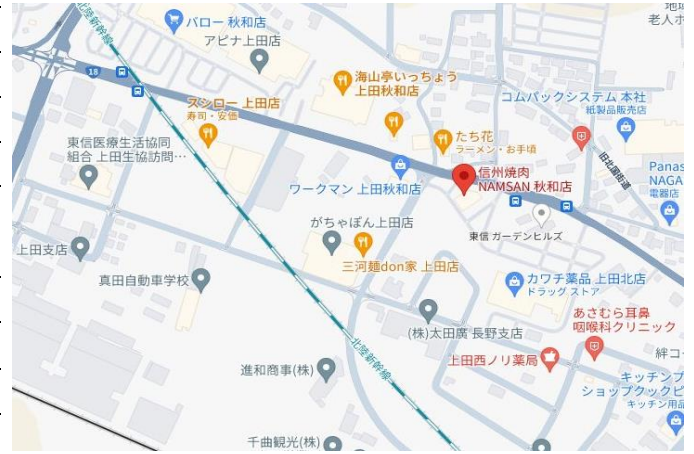 北陸新幹線
バロー 秋和店
アピナ上田店
老人ホ
18
海山亭いっちょう
上田秋和店
コムパックシステム 本社
紙製品販売店
スシロー 上田店
寿司・安価
たち花
ラーメン・お手頃
東信医療生活協同
組合 上田生協訪問…
旧北国街道
信州焼肉
NAMSAN 秋和店
Panas
NAGA
電器店
ワークマン 上田秋和店
がちゃぽん上田店
東信 ガーデンヒルズ
上田支店
三河麺don家 上田店
真田自動車学校
カワチ薬品 上田北店
ドラッグ ストア
(株)太田廣 長野支店
あさむら耳鼻
咽喉科クリニック
北陸新幹線
上田西ノリ薬局
絆コー
進和商事(株)
キッチンプ
ショップクックピ
キッチン用品
千曲観光(株)